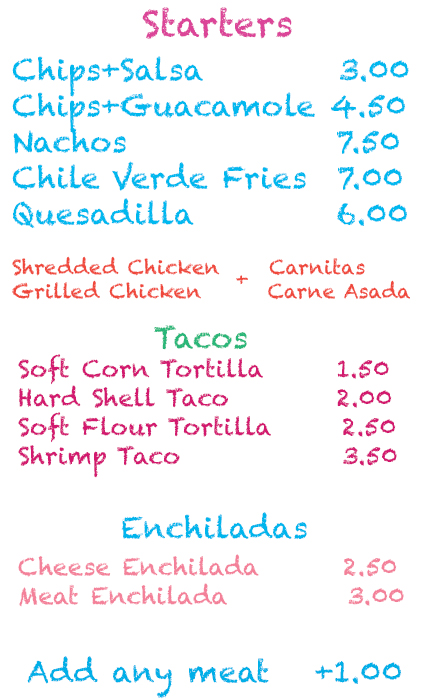 Starters
Chips+Salsa 3.00
Chips+Guacamole 4.50
Nachos 7.50
Chile Verde Fries 7.00
Quesadilla 6.00
Shredded Chicken + Carnitas
Grilled Chicken Carne Asada
Tacos
Soft Corn Tortilla 1.50
Hard Shell Taco 2.00
Soft Flour Tortilla 2.50
Shrimp Taco 3.50
Enchiladas
Cheese Enchilada 2.50
Meat Enchilada 3.00
Add any meat +1.00